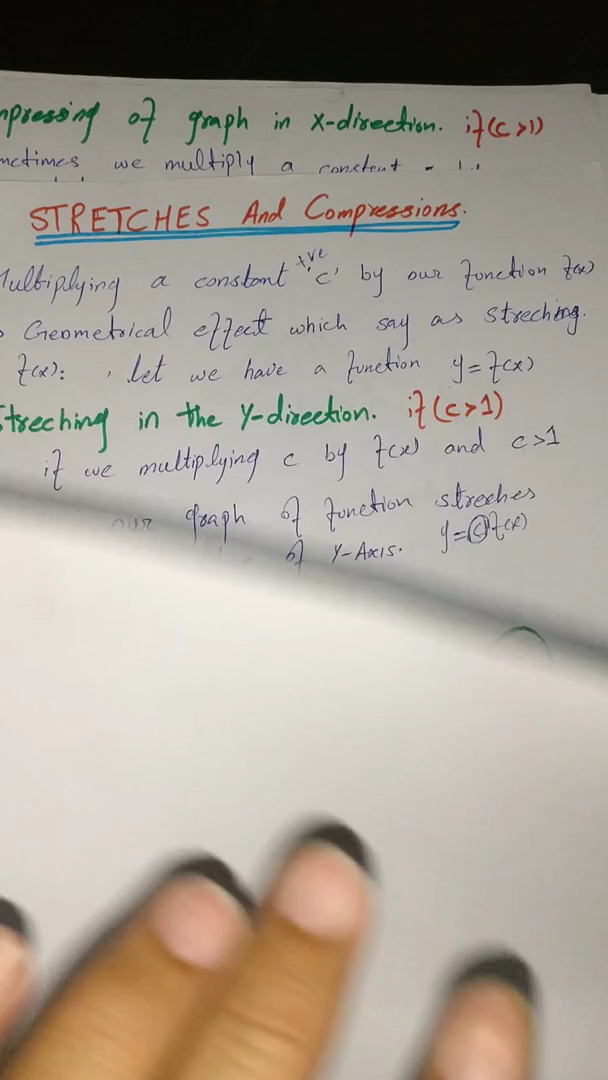 mpressing of graph in X-direction. if(c>1)
metimes we multiply a constant
STRETCHES And Compressions.
Multiplying a constant +ve 'c' by our function f(x)
Geometrical effect which say as streching.
f(x): , let we have a function y=f(x)
Streching in the Y-direction. if(c>1)
if we multiplying c by f(x) and c>1
our graph of function streches
of Y-Axis. y=cf(x)